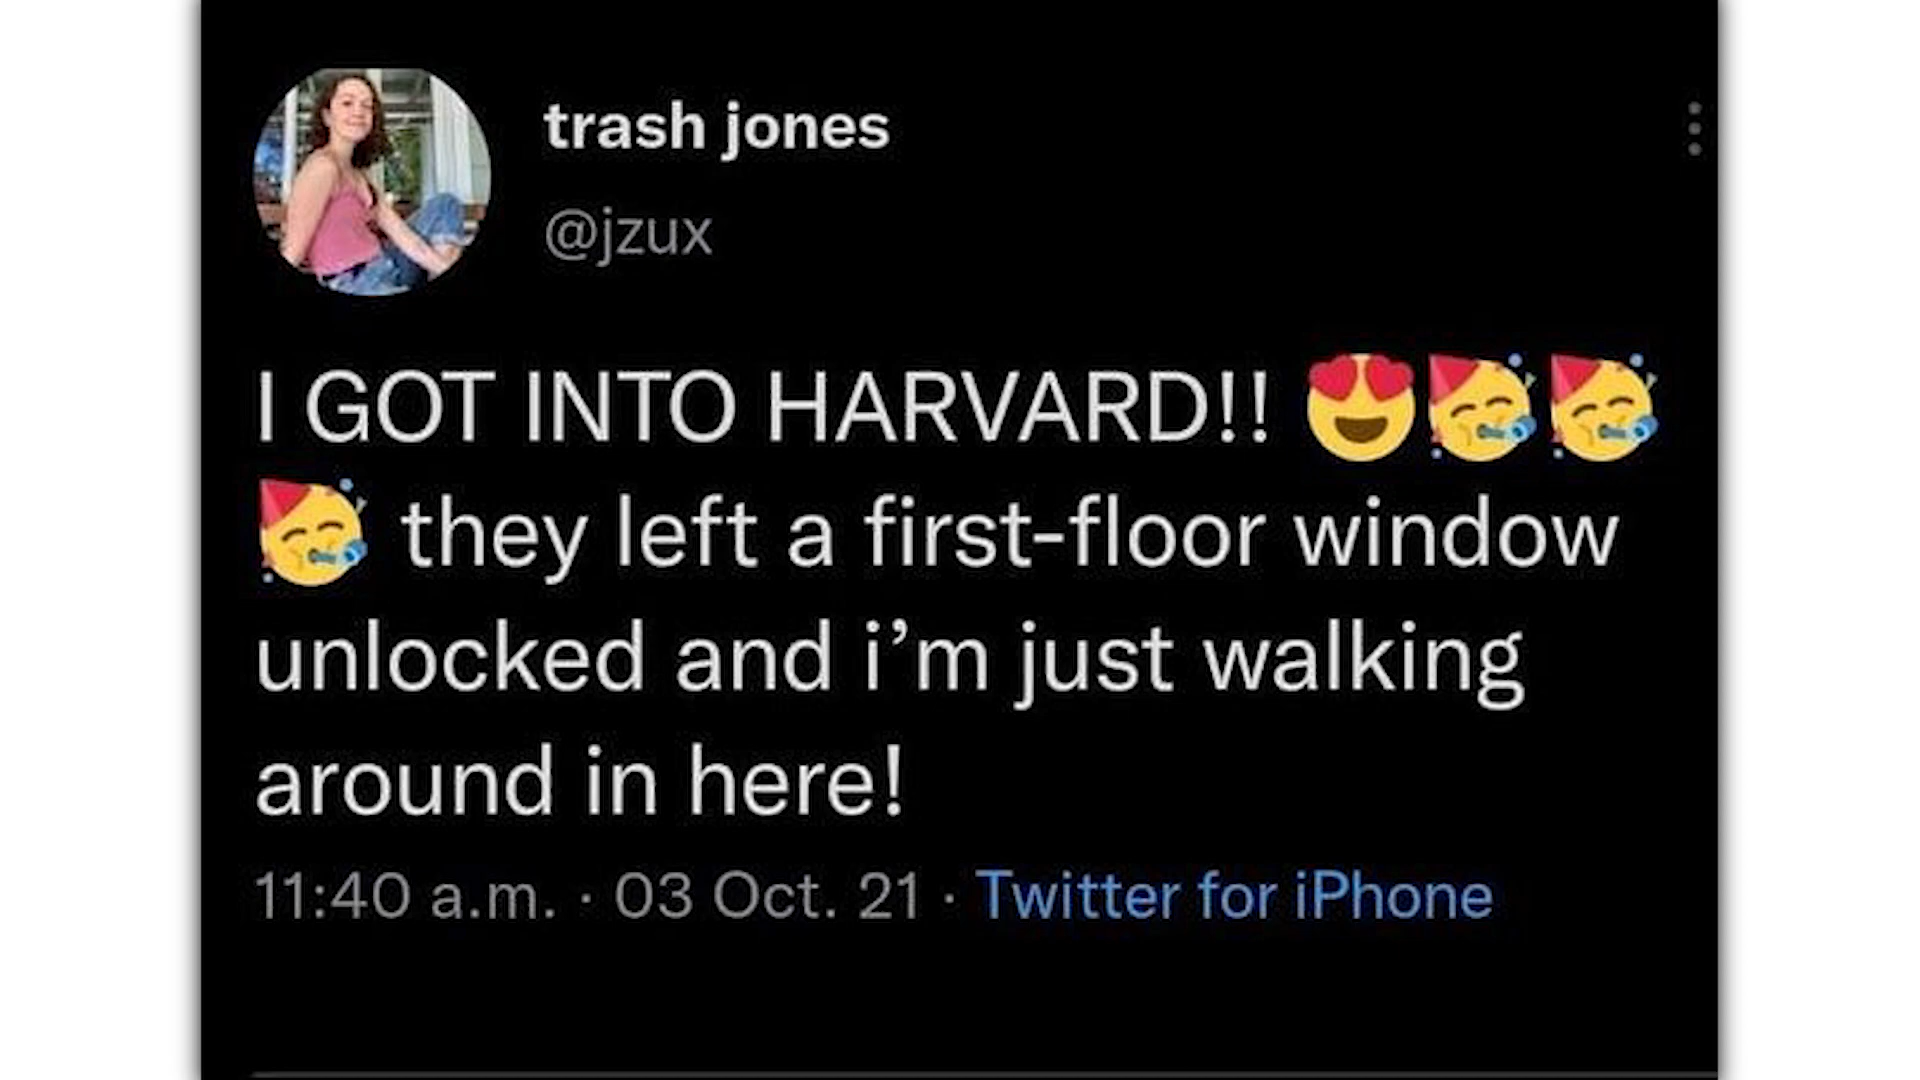 trash jones
@jzux
I GOT INTO HARVARD!! 😍🥳🥳
🥳 they left a first-floor window
unlocked and i’m just walking
around in here!
11:40 a.m. · 03 Oct. 21 · Twitter for iPhone